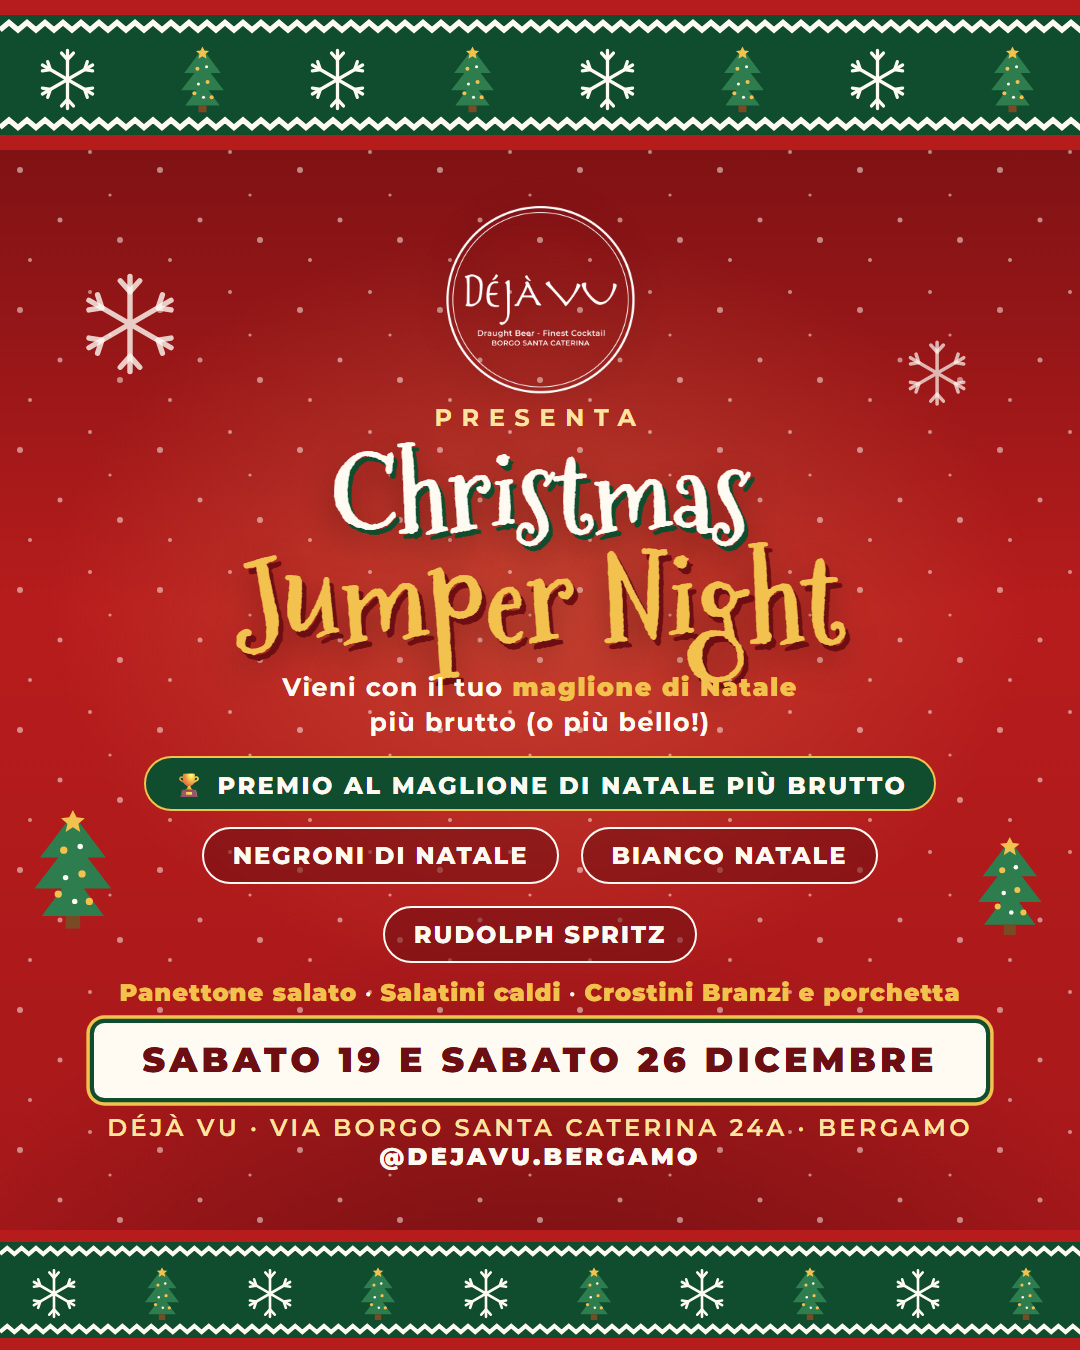 DÉJÀ VU
Draught Beer - Finest Cocktail
BORGO SANTA CATERINA
PRESENTA
Christmas
Jumper Night
Vieni con il tuo maglione di Natale
più brutto (o più bello!)
🏆 PREMIO AL MAGLIONE DI NATALE PIÙ BRUTTO
NEGRONI DI NATALE
BIANCO NATALE
RUDOLPH SPRITZ
Panettone salato · Salatini caldi · Crostini Branzi e porchetta
SABATO 19 E SABATO 26 DICEMBRE
DÉJÀ VU · VIA BORGO SANTA CATERINA 24A · BERGAMO
@DEJAVU.BERGAMO